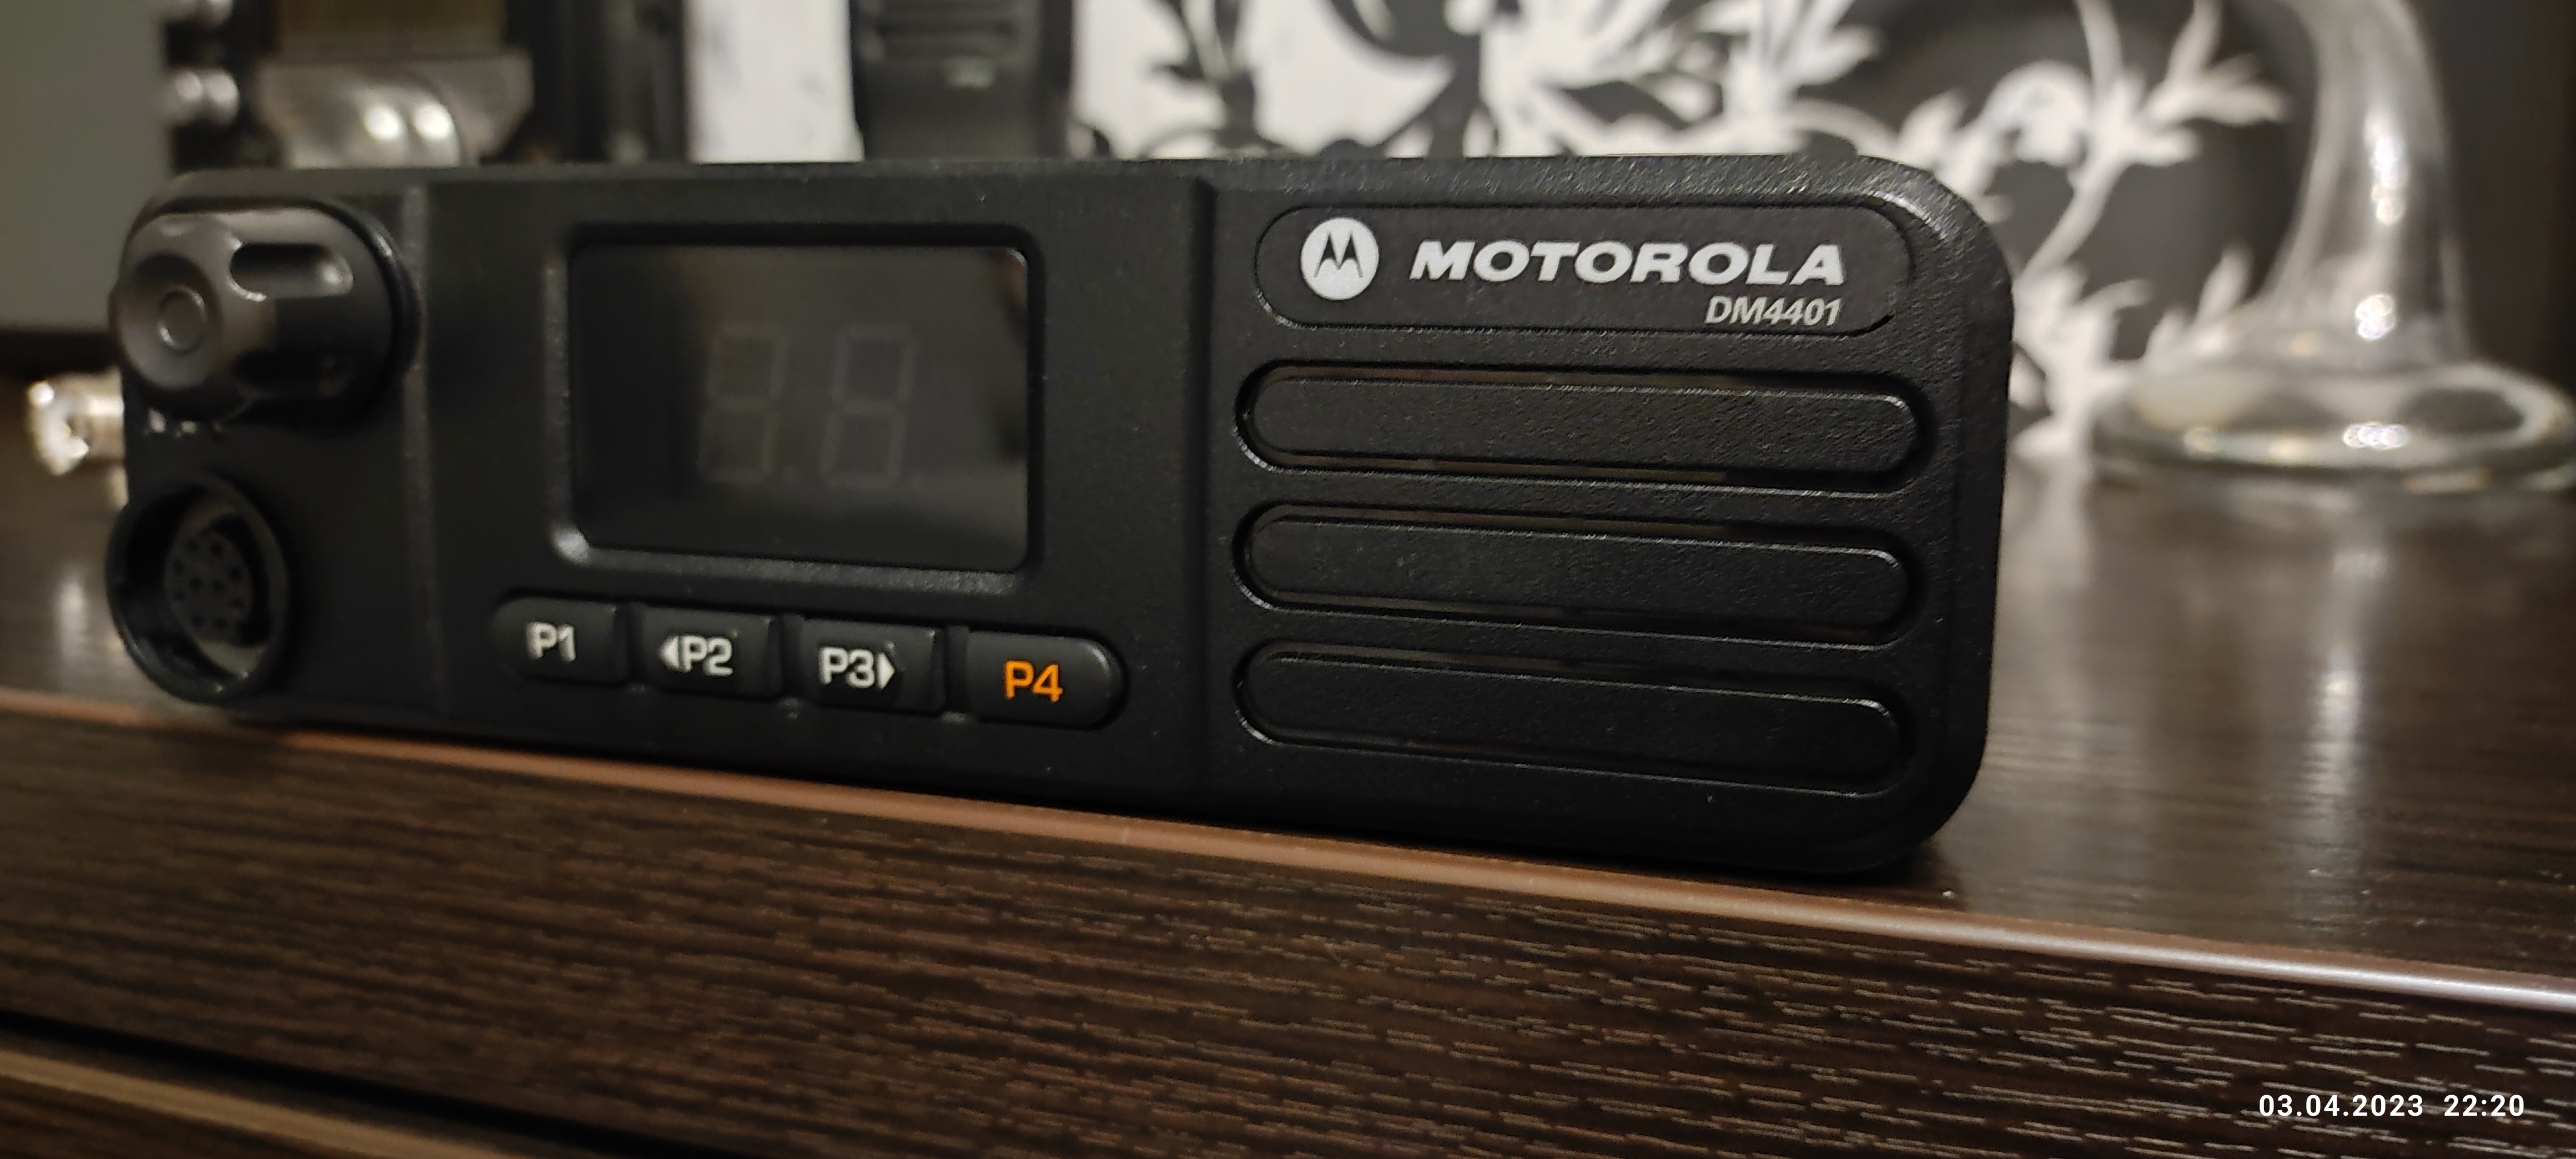 MOTOROLA
DM4401
P1 ◀P2 P3▶ P4
03.04.2023 22:20